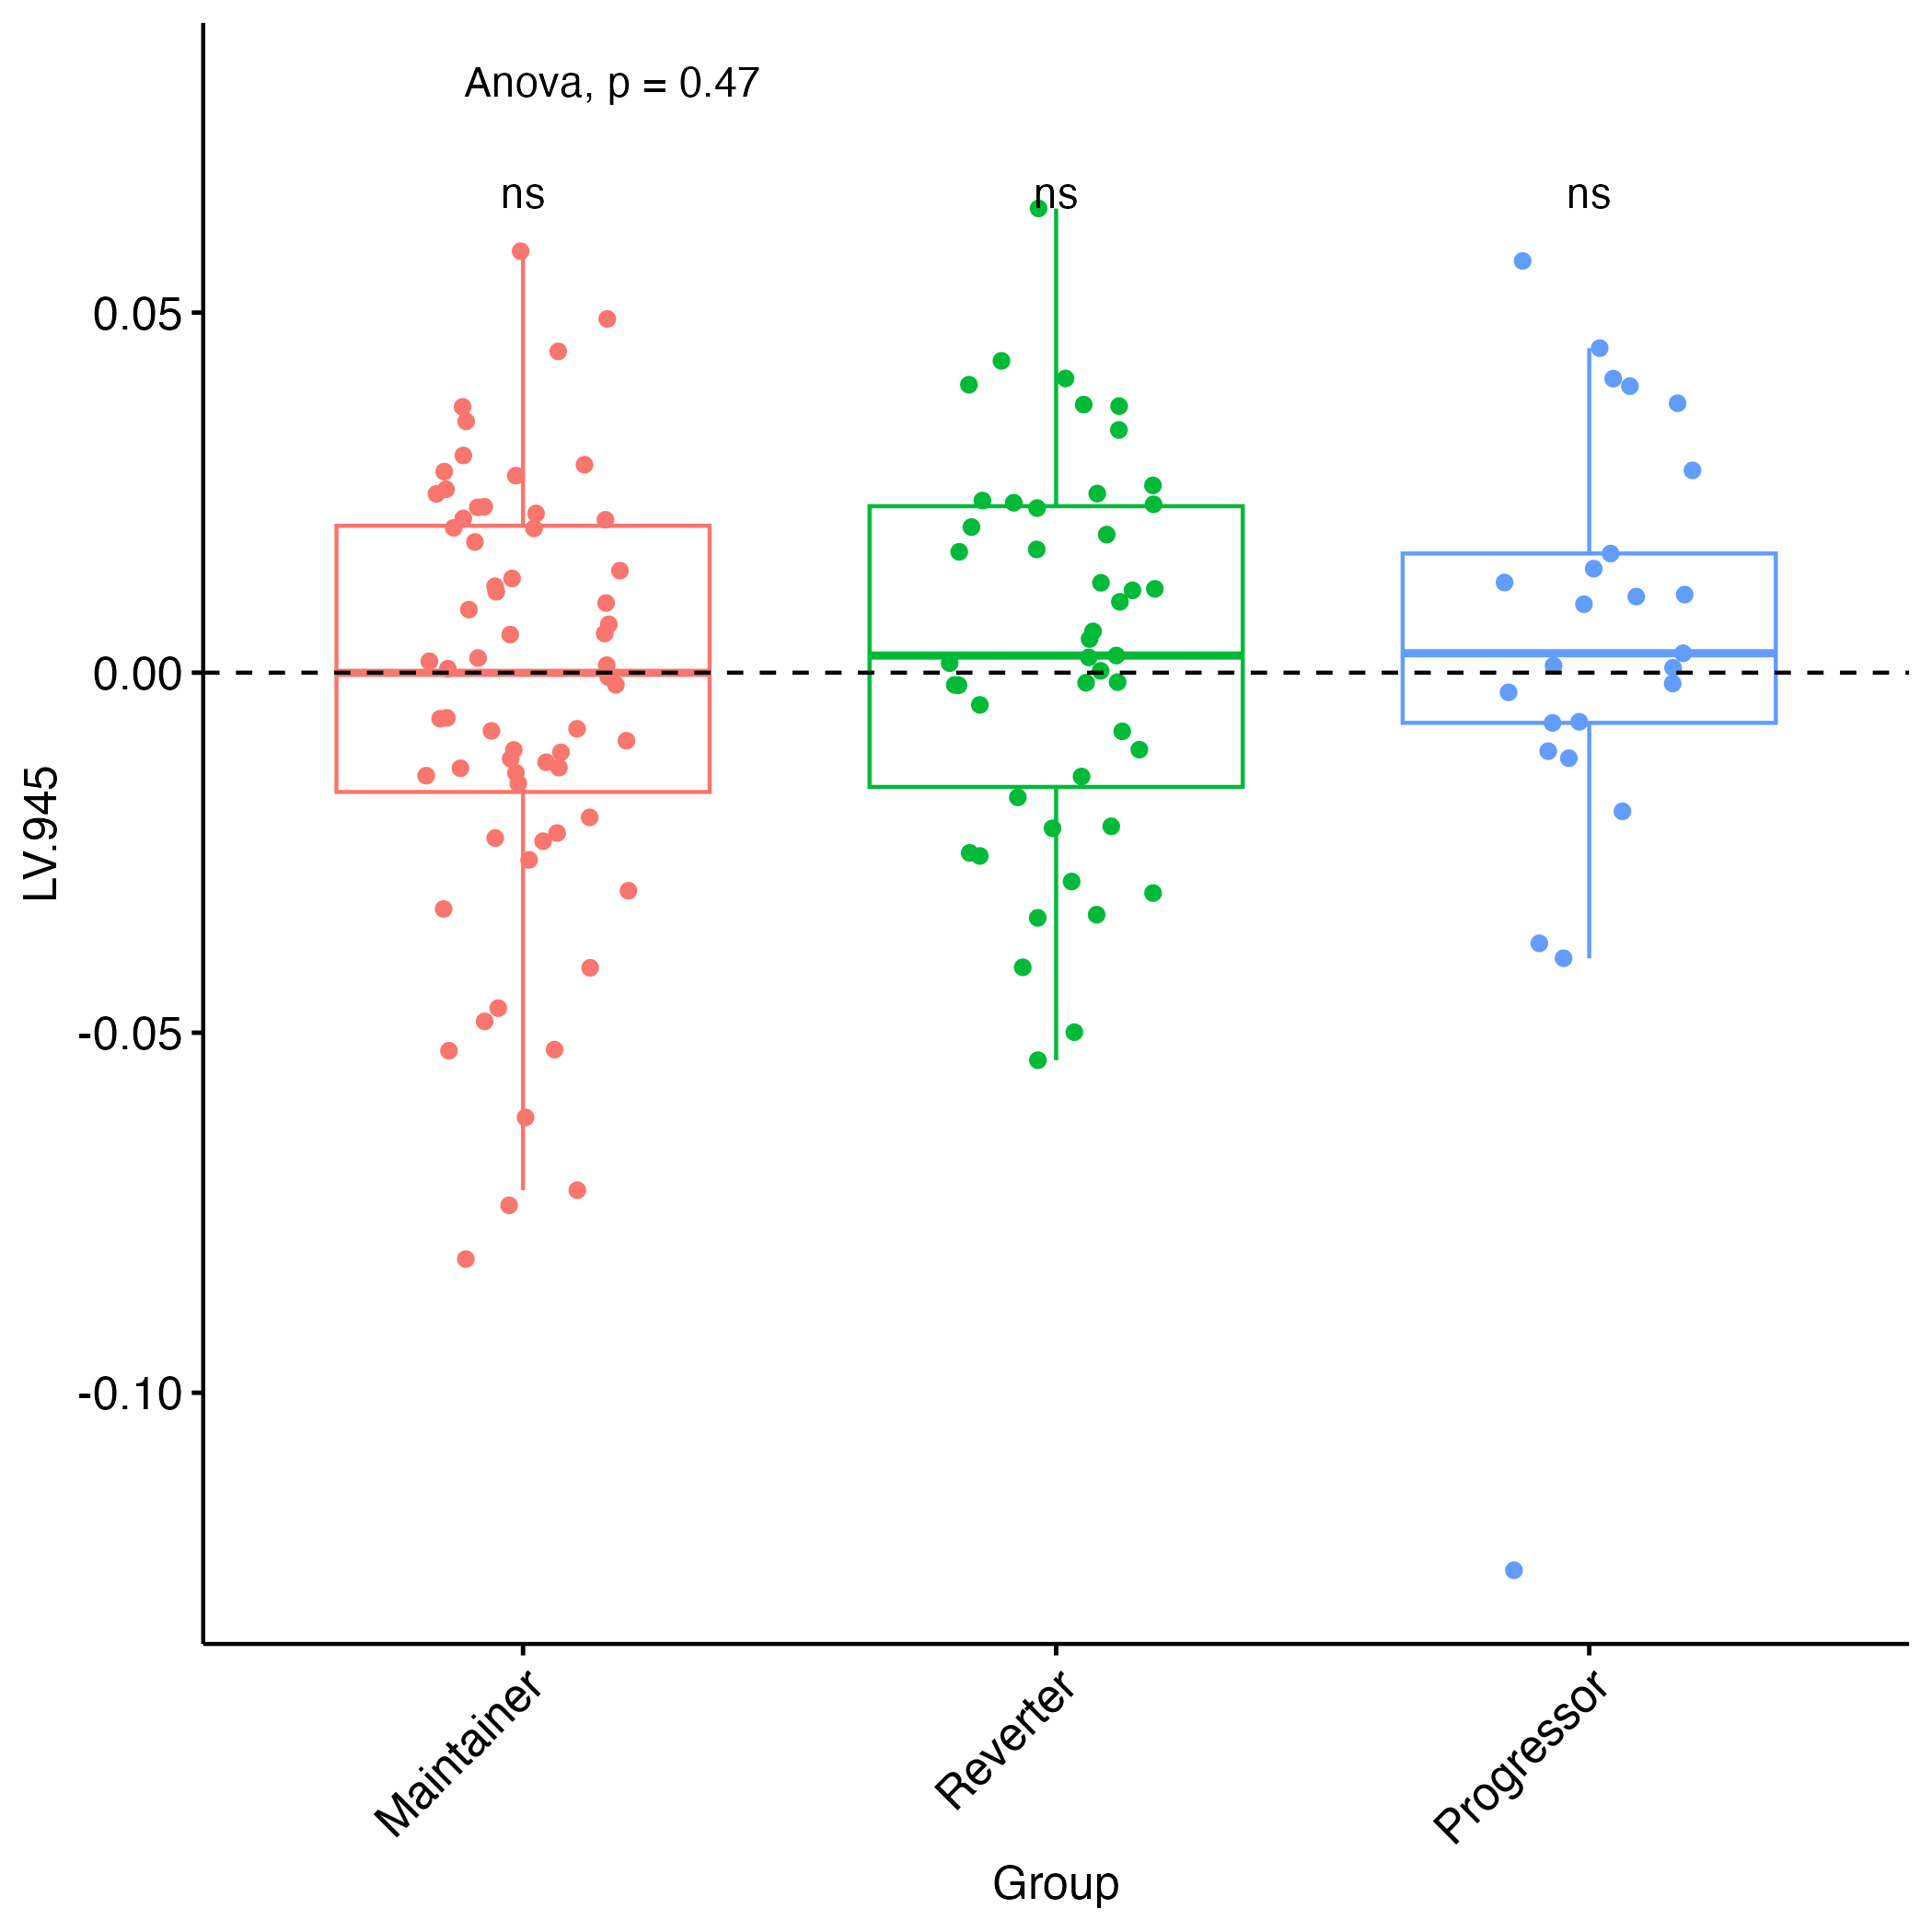 Anova, p = 0.47
ns ns ns
0.05
0.00
-0.05
-0.10
LV.945
Maintainer Reverter Progressor
Group